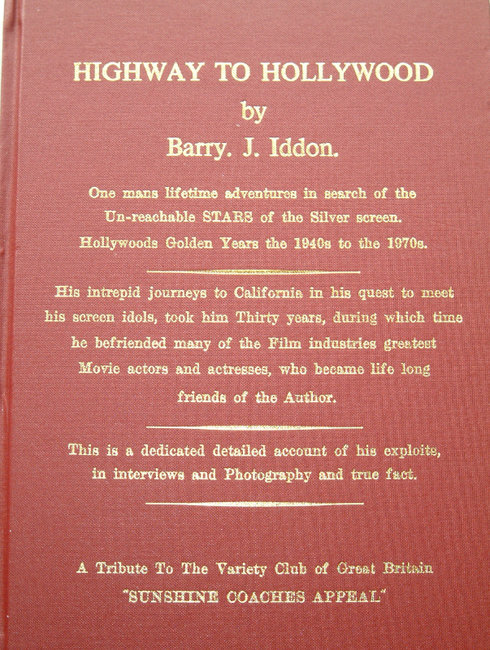 HIGHWAY TO HOLLYWOOD
by
Barry. J. Iddon.
One mans lifetime adventures in search of the
Un-reachable STARS of the Silver screen.
Hollywoods Golden Years the 1940s to the 1970s.
His intrepid journeys to California in his quest to meet
his screen idols, took him Thirty years, during which time
he befriended many of the Film industries greatest
Movie actors and actresses, who became life long
friends of the Author.
This is a dedicated detailed account of his exploits,
in interviews and Photography and true fact.
A Tribute To The Variety Club of Great Britain
"SUNSHINE COACHES APPEAL"